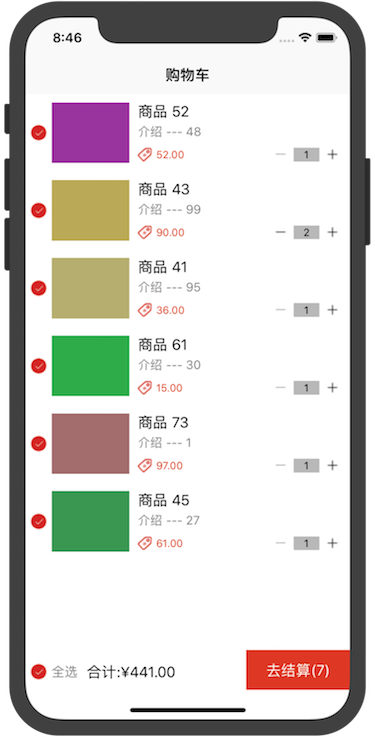 8:46
购物车
商品 52
介绍 --- 48
52.00
1
商品 43
介绍 --- 99
90.00
2
商品 41
介绍 --- 95
36.00
1
商品 61
介绍 --- 30
15.00
1
商品 73
介绍 --- 1
97.00
1
商品 45
介绍 --- 27
61.00
1
全选 合计:¥441.00 去结算(7)